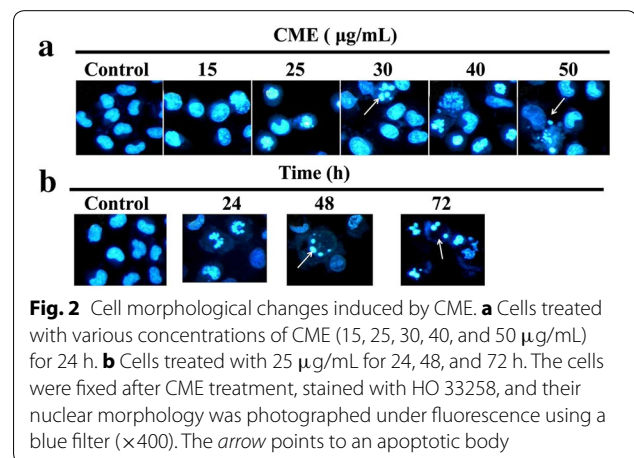 a
CME ( μg/mL)
Control 15 25 30 40 50
b
Time (h)
Control 24 48 72
Fig. 2 Cell morphological changes induced by CME. a Cells treated
with various concentrations of CME (15, 25, 30, 40, and 50 μg/mL)
for 24 h. b Cells treated with 25 μg/mL for 24, 48, and 72 h. The cells
were fixed after CME treatment, stained with HO 33258, and their
nuclear morphology was photographed under fluorescence using a
blue filter (×400). The arrow points to an apoptotic body